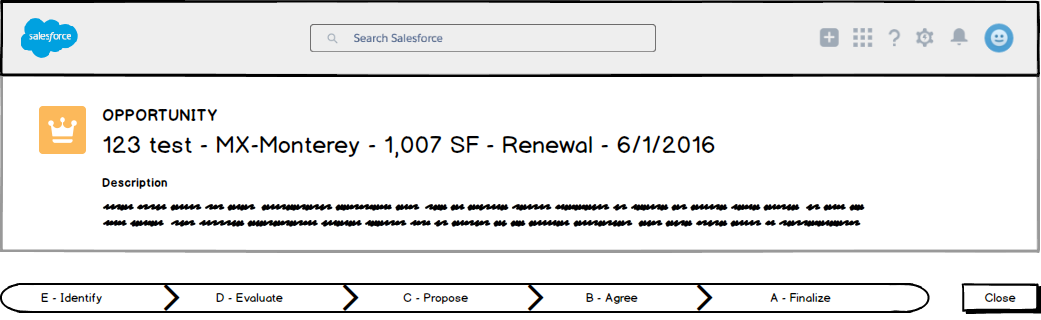 salesforce
Search Salesforce
OPPORTUNITY
123 test - MX-Monterey - 1,007 SF - Renewal - 6/1/2016
Description
E - Identify
D - Evaluate
C - Propose
B - Agree
A - Finalize
Close